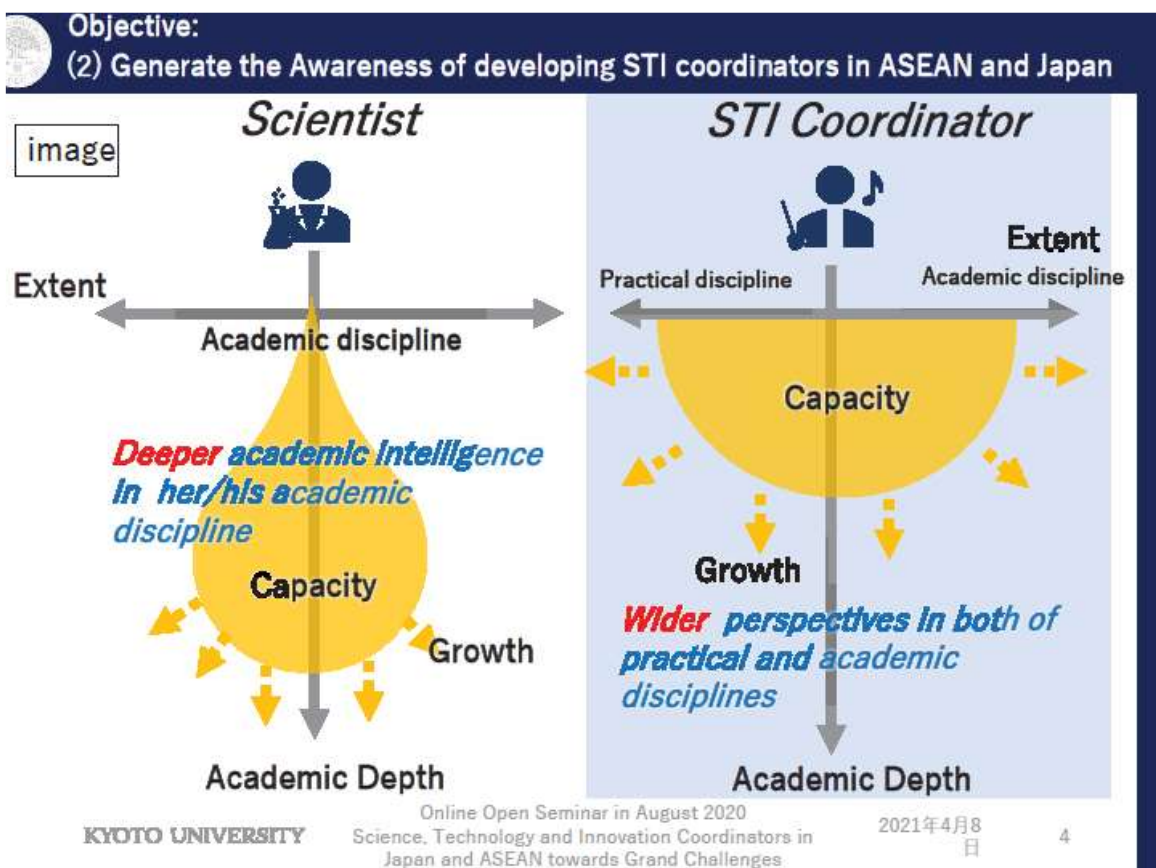 Objective:
(2) Generate the Awareness of developing STI coordinators in ASEAN and Japan
image
Scientist
Extent
Academic discipline
Deeper academic intelligence
in her/his academic
discipline
Capacity
Growth
Academic Depth
STI Coordinator
Extent
Practical discipline
Academic discipline
Capacity
Growth
Wider perspectives in both of
practical and academic
disciplines
Academic Depth
KYOTO UNIVERSITY
Online Open Seminar in August 2020
Science, Technology and Innovation Coordinators in
Japan and ASEAN towards Grand Challenges
2021年4月8
日
4